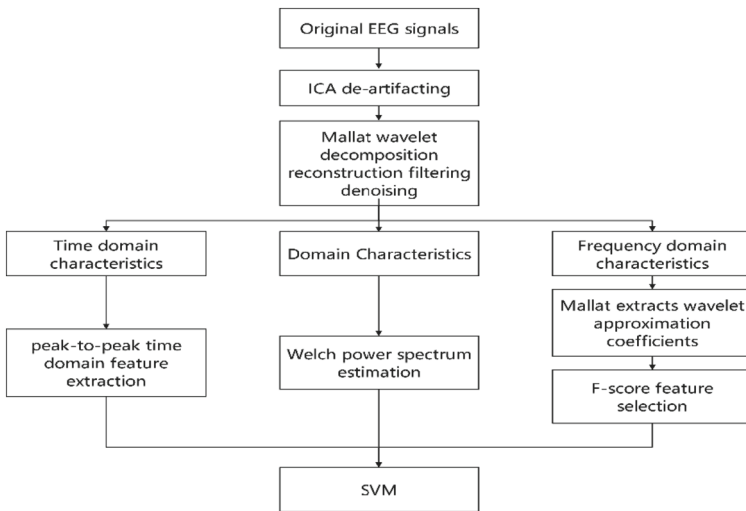 Original EEG signals
ICA de-artifacting
Mallat wavelet
decomposition
reconstruction filtering
denoising
Time domain
characteristics
Domain Characteristics
Frequency domain
characteristics
peak-to-peak time
domain feature
extraction
Welch power spectrum
estimation
Mallat extracts wavelet
approximation
coefficients
F-score feature
selection
SVM